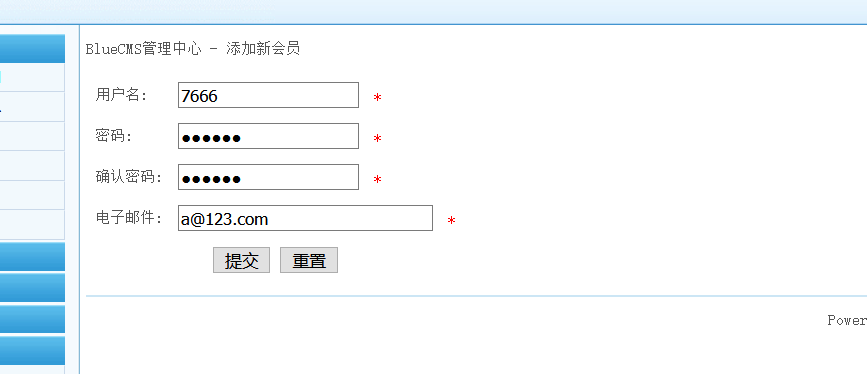 BlueCMS管理中心 - 添加新会员
用户名: 7666 *
密码: ●●●●●● *
确认密码: ●●●●●● *
电子邮件: a@123.com *
提交 重置
Power